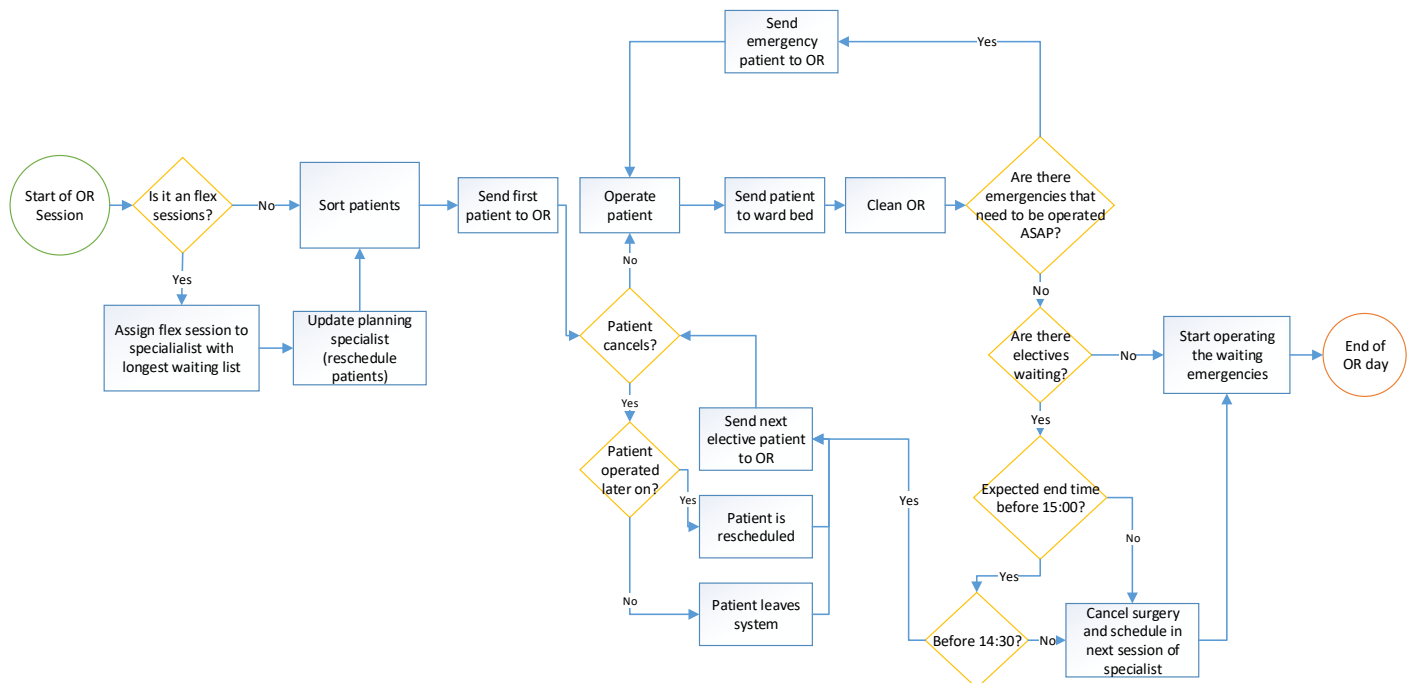 Send
emergency
patient to OR
Yes
Start of OR
Session
Is it an flex
sessions?
No
Sort patients
Send first
patient to OR
Operate
patient
Send patient
to ward bed
Clean OR
Are there
emergencies that
need to be operated
ASAP?
Yes
No
No
Assign flex session to
specialialist with
longest waiting list
Update planning
specialist
(reschedule
patients)
Patient
cancels?
Are there
electives
waiting?
No
Start operating
the waiting
emergencies
End of
OR day
Yes
Yes
Send next
elective patient
to OR
Patient
operated
later on?
Yes
Patient is
rescheduled
Yes
Expected end time
before 15:00?
No
Yes
No
Patient leaves
system
Before 14:30?
No
Cancel surgery
and schedule in
next session of
specialist